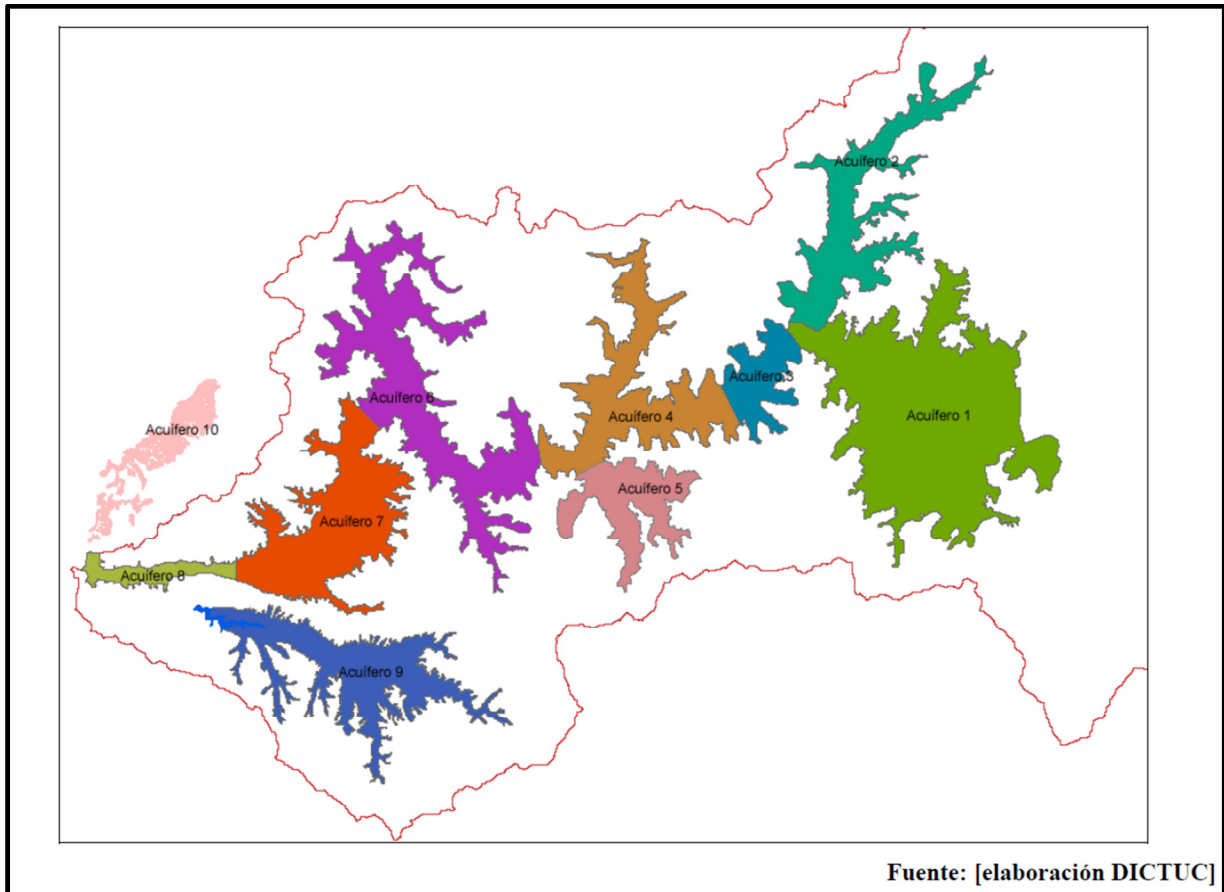 Acuífero 2
Acuífero 3
Acuífero 6
Acuífero 1
Acuífero 4
Acuífero 10
Acuífero 5
Acuífero 7
Acuífero 8
Acuífero 9
Fuente: [elaboración DICTUC]